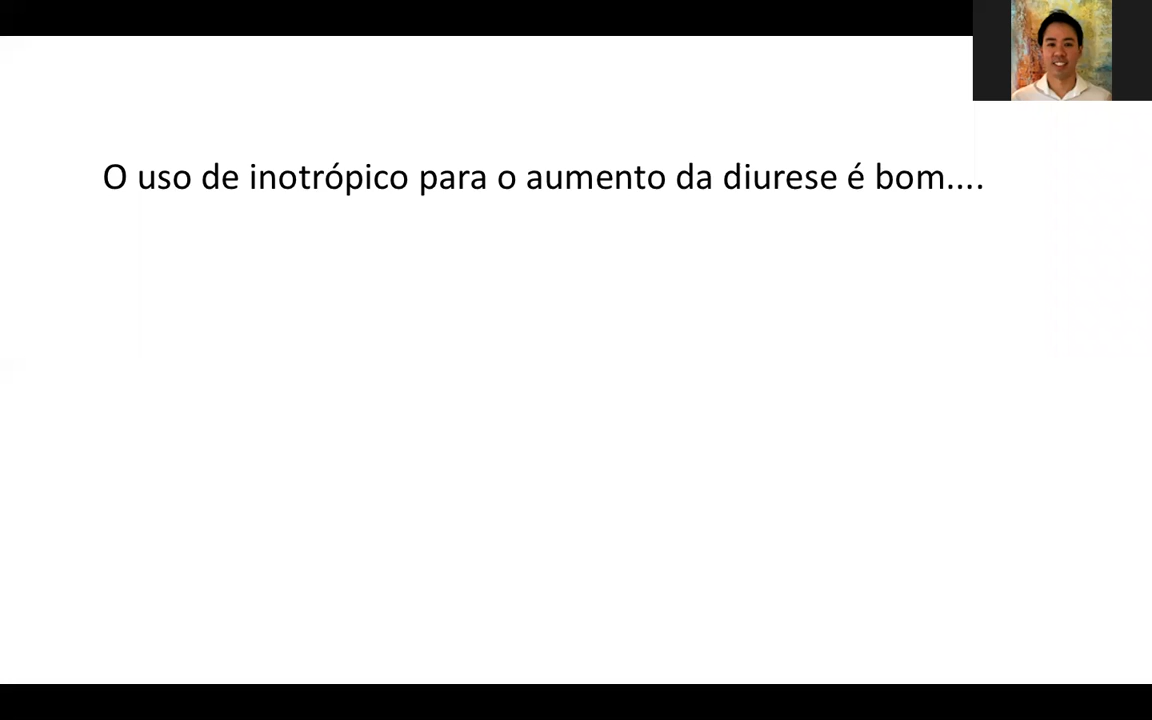 O uso de inotrópico para o aumento da diurese é bom....